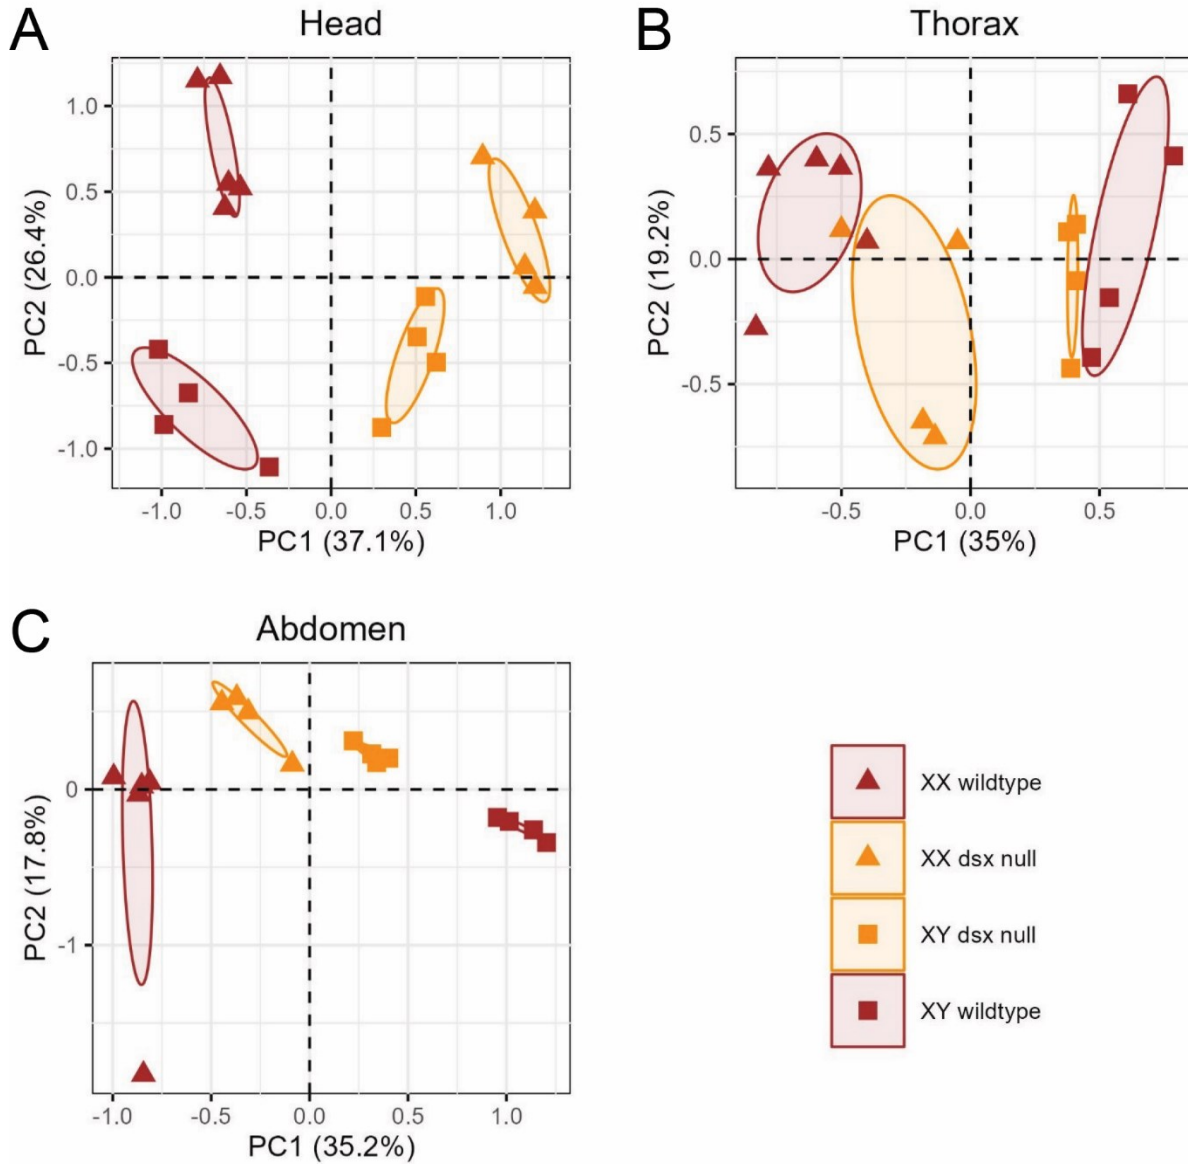 A
Head
1.0
0.5
0.0
-0.5
-1.0
PC2 (26.4%)
-1.0 -0.5 0.0 0.5 1.0
PC1 (37.1%)
B
Thorax
0.5
0.0
-0.5
PC2 (19.2%)
-0.5 0.0 0.5
PC1 (35%)
C
Abdomen
0
-1
PC2 (17.8%)
-1.0 -0.5 0.0 0.5 1.0
PC1 (35.2%)
XX wildtype
XX dsx null
XY dsx null
XY wildtype